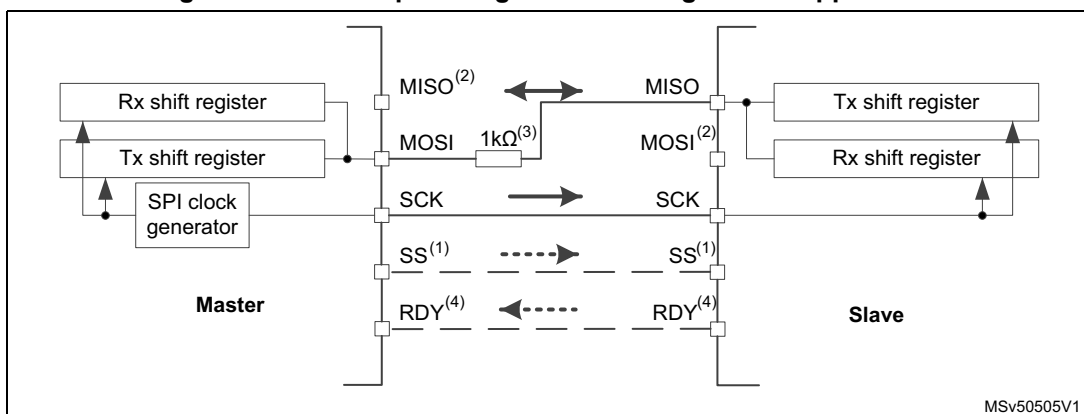 MISO(2)
MISO
Rx shift register
Tx shift register
MOSI
1kΩ(3)
MOSI(2)
Tx shift register
Rx shift register
SPI clock
generator
SCK
SCK
SS(1)
SS(1)
Master
RDY(4)
RDY(4)
Slave
MSv50505V1